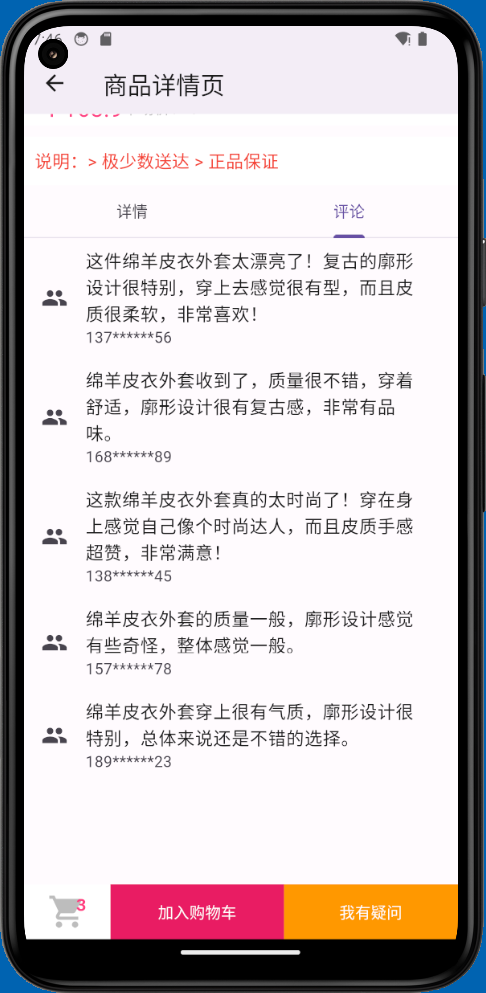 7:46
商品详情页
说明：> 极少数送达 > 正品保证
详情
评论
这件绵羊皮衣外套太漂亮了！复古的廓形
设计很特别，穿上去感觉很有型，而且皮
质很柔软，非常喜欢！
137******56
绵羊皮衣外套收到了，质量很不错，穿着
舒适，廓形设计很有复古感，非常有品
味。
168******89
这款绵羊皮衣外套真的太时尚了！穿在身
上感觉自己像个时尚达人，而且皮质手感
超赞，非常满意！
138******45
绵羊皮衣外套的质量一般，廓形设计感觉
有些奇怪，整体感觉一般。
157******78
绵羊皮衣外套穿上很有气质，廓形设计很
特别，总体来说还是不错的选择。
189******23
3
加入购物车
我有疑问